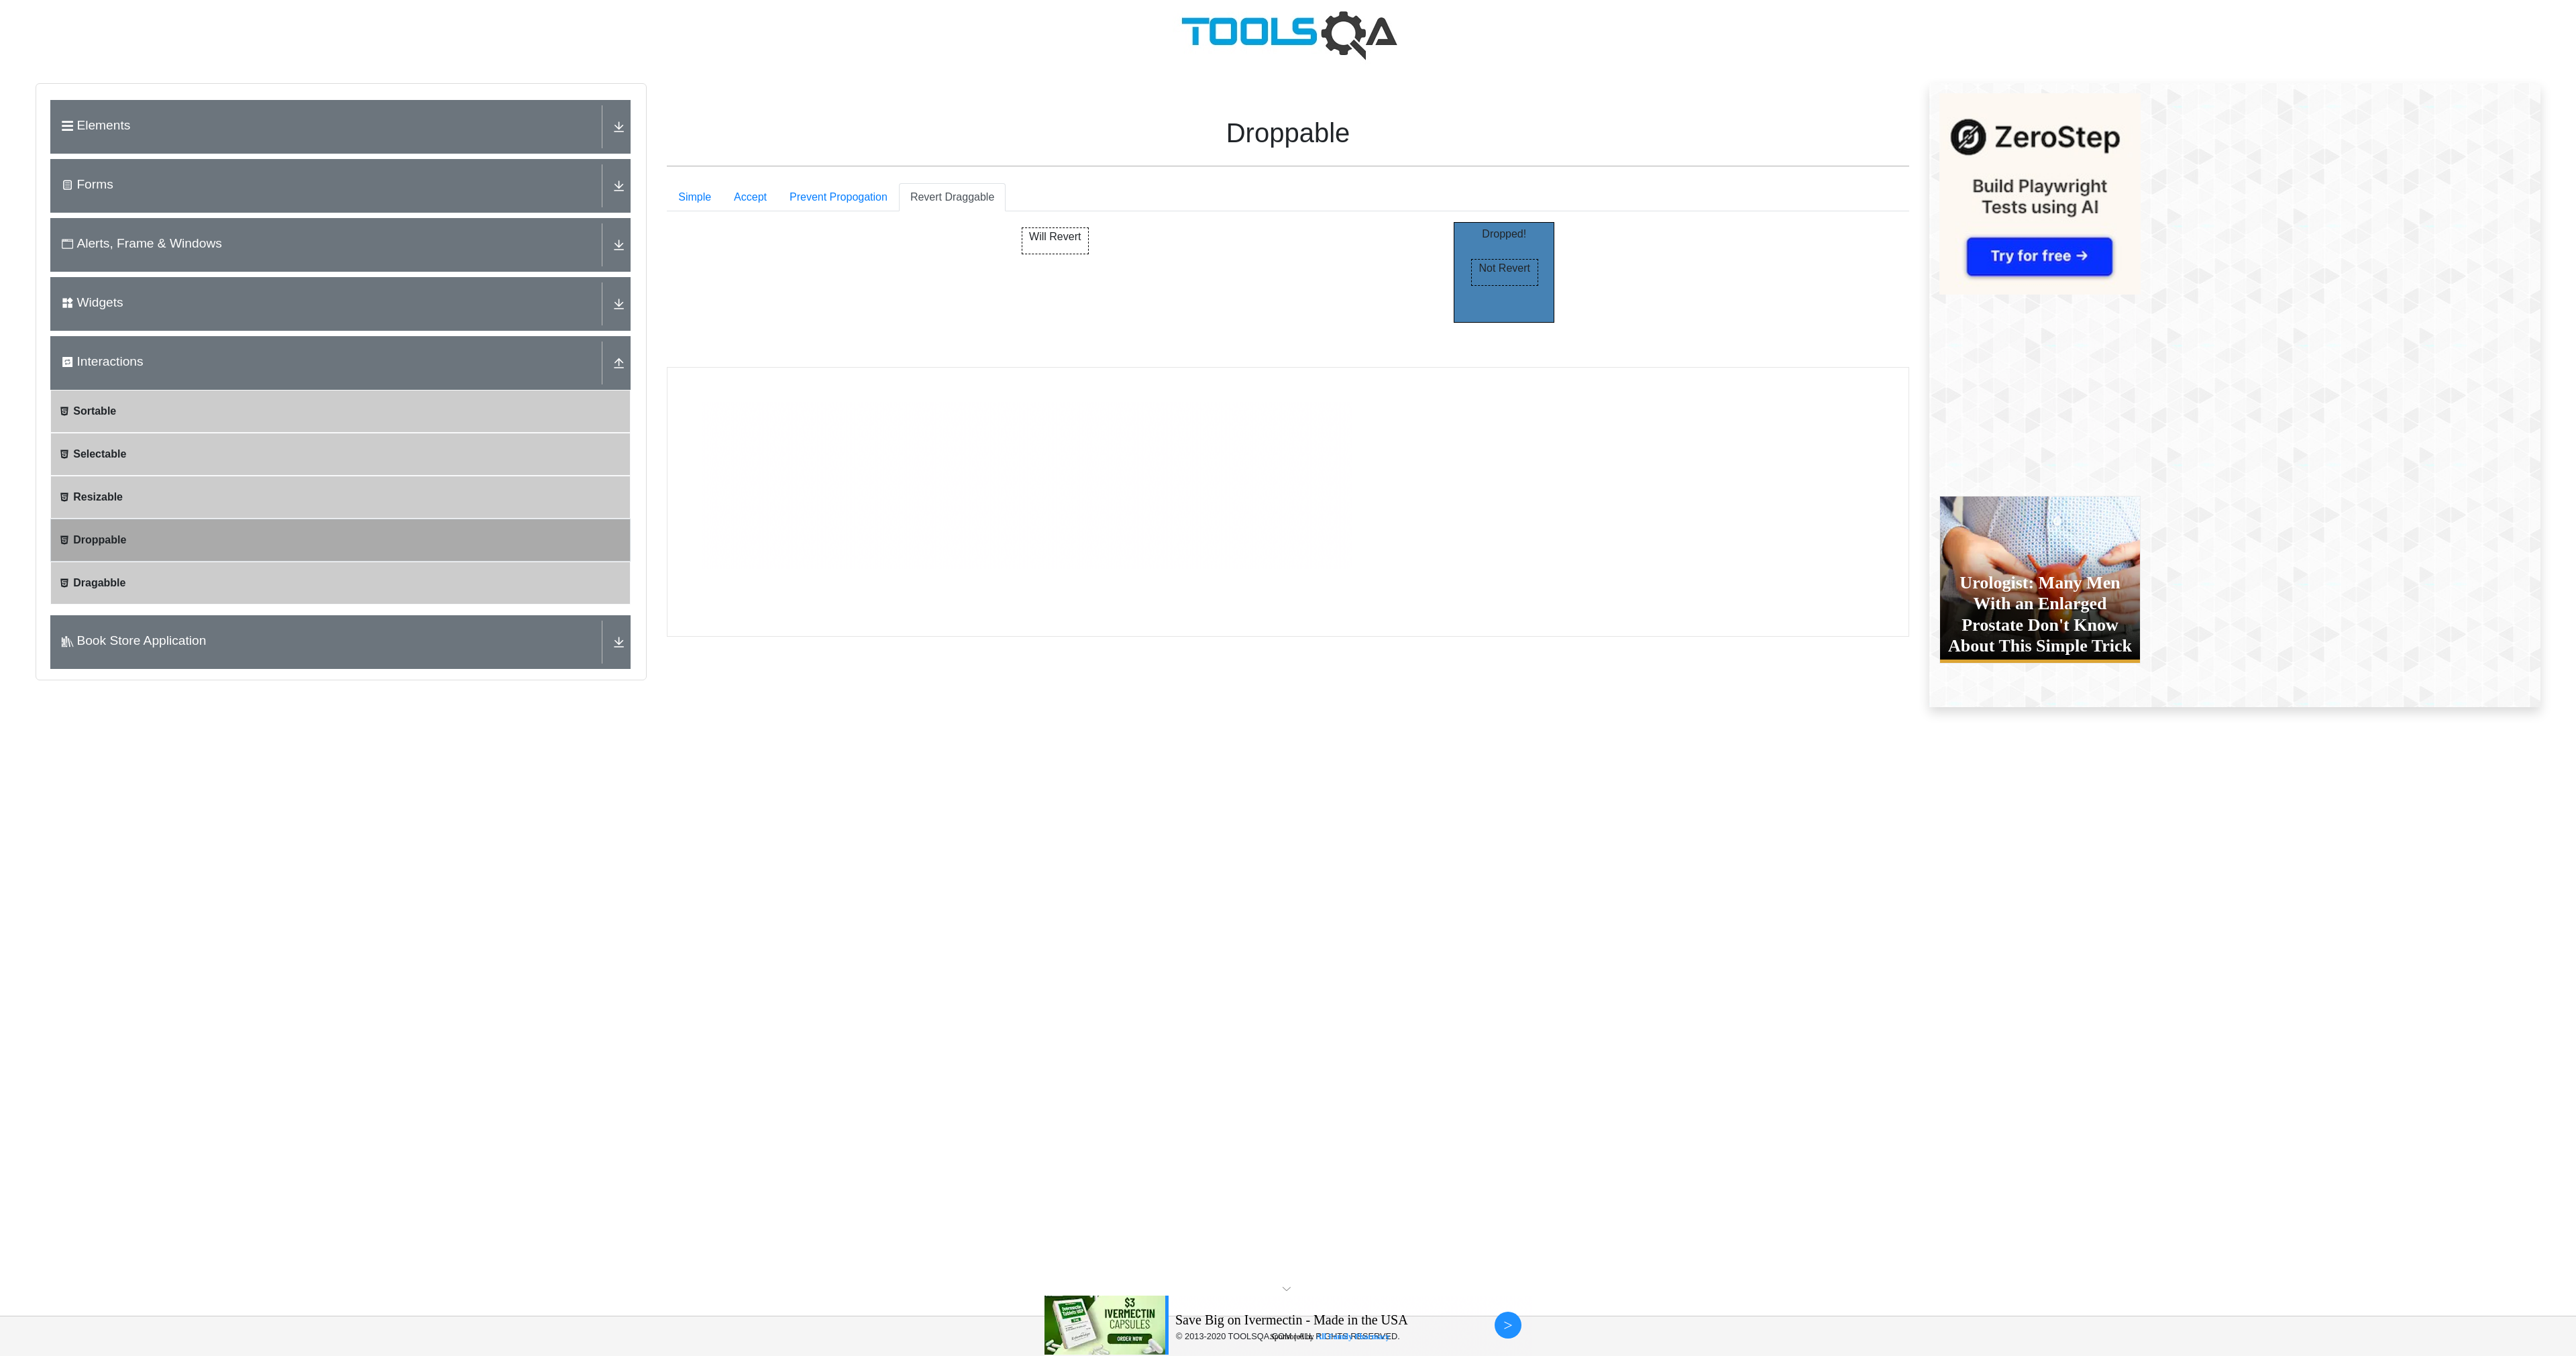 TOOLSQA
Elements
Forms
Alerts, Frame & Windows
Widgets
Interactions
Sortable
Selectable
Resizable
Droppable
Dragabble
Book Store Application
Droppable
Simple
Accept
Prevent Propogation
Revert Draggable
Will Revert
Dropped!
Not Revert
ZeroStep
Build Playwright
Tests using AI
Try for free →
Urologist: Many Men
With an Enlarged
Prostate Don't Know
About This Simple Trick
$3
IVERMECTIN
CAPSULES
ORDER NOW
Save Big on Ivermectin - Made in the USA
>
© 2013-2020 TOOLSQA.COM | ALL RIGHTS RESERVED.